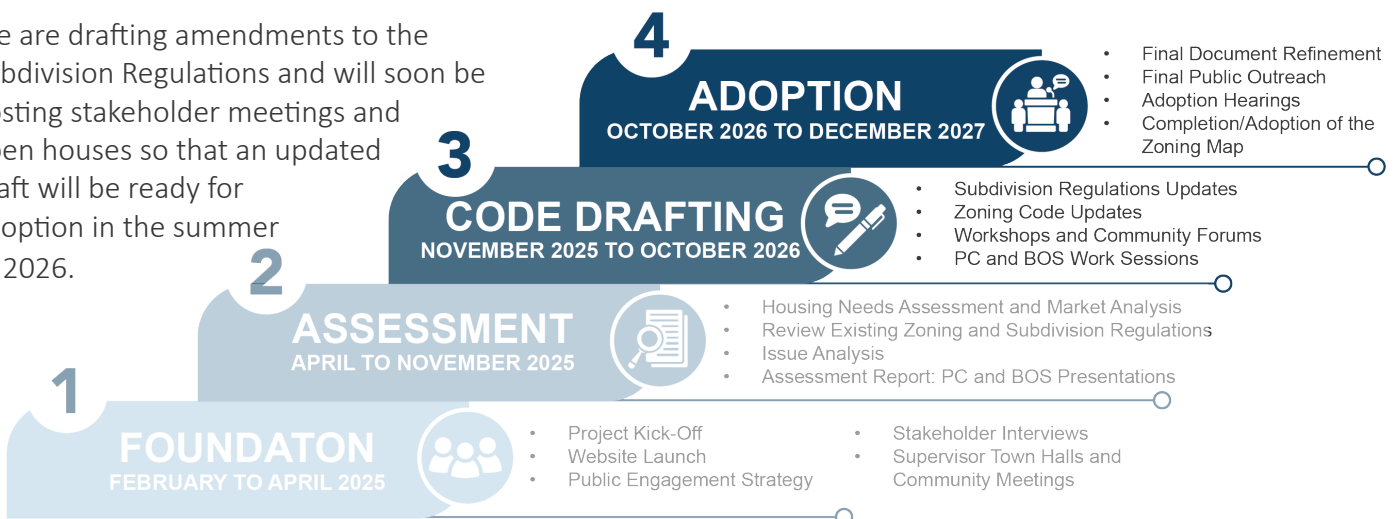 e are drafting amendments to the
bdivision Regulations and will soon be
sting stakeholder meetings and
en houses so that an updated
aft will be ready for
option in the summer
2026.
4
ADOPTION
OCTOBER 2026 TO DECEMBER 2027
• Final Document Refinement
• Final Public Outreach
• Adoption Hearings
• Completion/Adoption of the
Zoning Map
3
CODE DRAFTING
NOVEMBER 2025 TO OCTOBER 2026
• Subdivision Regulations Updates
• Zoning Code Updates
• Workshops and Community Forums
• PC and BOS Work Sessions
2
ASSESSMENT
APRIL TO NOVEMBER 2025
• Housing Needs Assessment and Market Analysis
• Review Existing Zoning and Subdivision Regulations
• Issue Analysis
• Assessment Report: PC and BOS Presentations
1
FOUNDATON
FEBRUARY TO APRIL 2025
• Project Kick-Off
• Website Launch
• Public Engagement Strategy
• Stakeholder Interviews
• Supervisor Town Halls and
Community Meetings